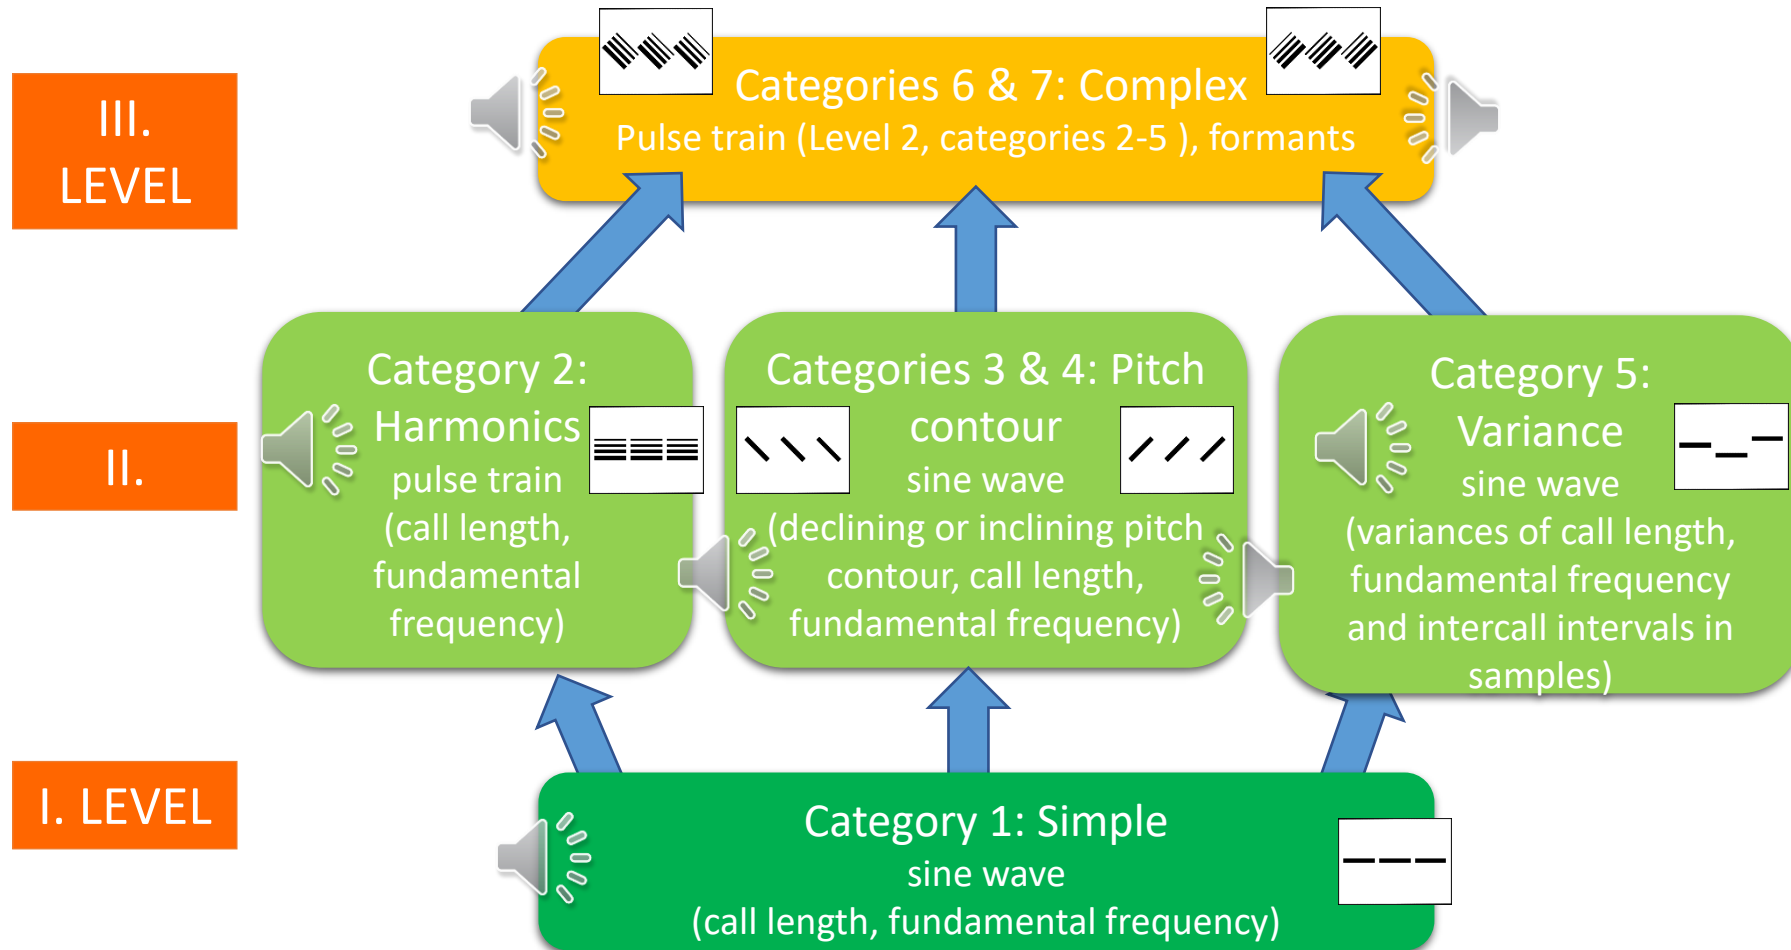 III.
LEVEL
Categories 6 & 7: Complex
Pulse train (Level 2, categories 2-5 ), formants
II.
Category 2:
Harmonics
pulse train
(call length,
fundamental
frequency)
Categories 3 & 4: Pitch
contour
sine wave
(declining or inclining pitch
contour, call length,
fundamental frequency)
Category 5:
Variance
sine wave
(variances of call length,
fundamental frequency
and intercall intervals in
samples)
I. LEVEL
Category 1: Simple
sine wave
(call length, fundamental frequency)